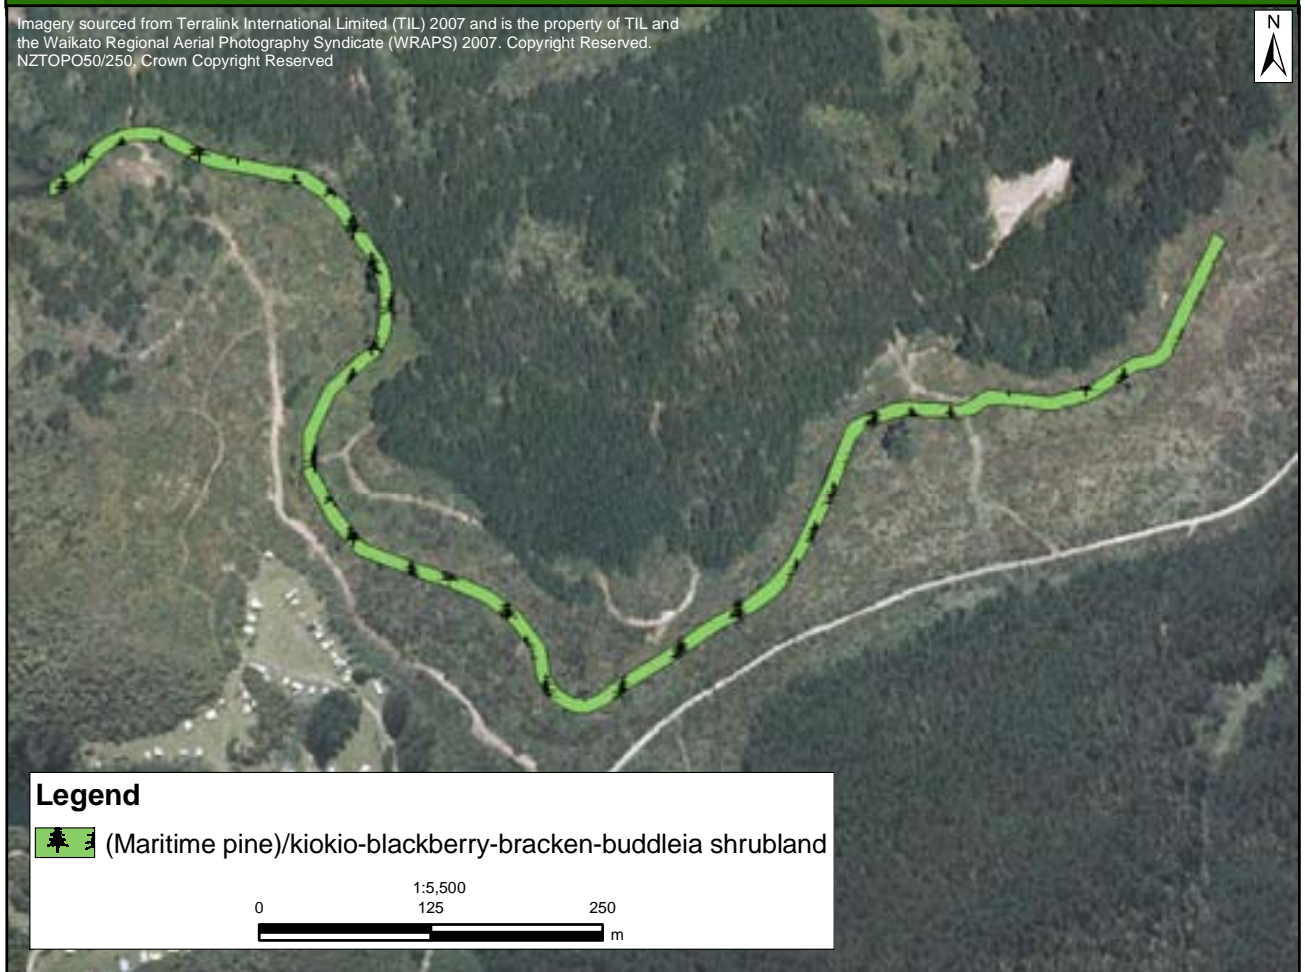 Imagery sourced from Terralink International Limited (TIL) 2007 and is the property of TIL and
the Waikato Regional Aerial Photography Syndicate (WRAPS) 2007. Copyright Reserved.
NZTOPO50/250, Crown Copyright Reserved
N
Legend
(Maritime pine)/kiokio-blackberry-bracken-buddleia shrubland
1:5,500
0 125 250
m